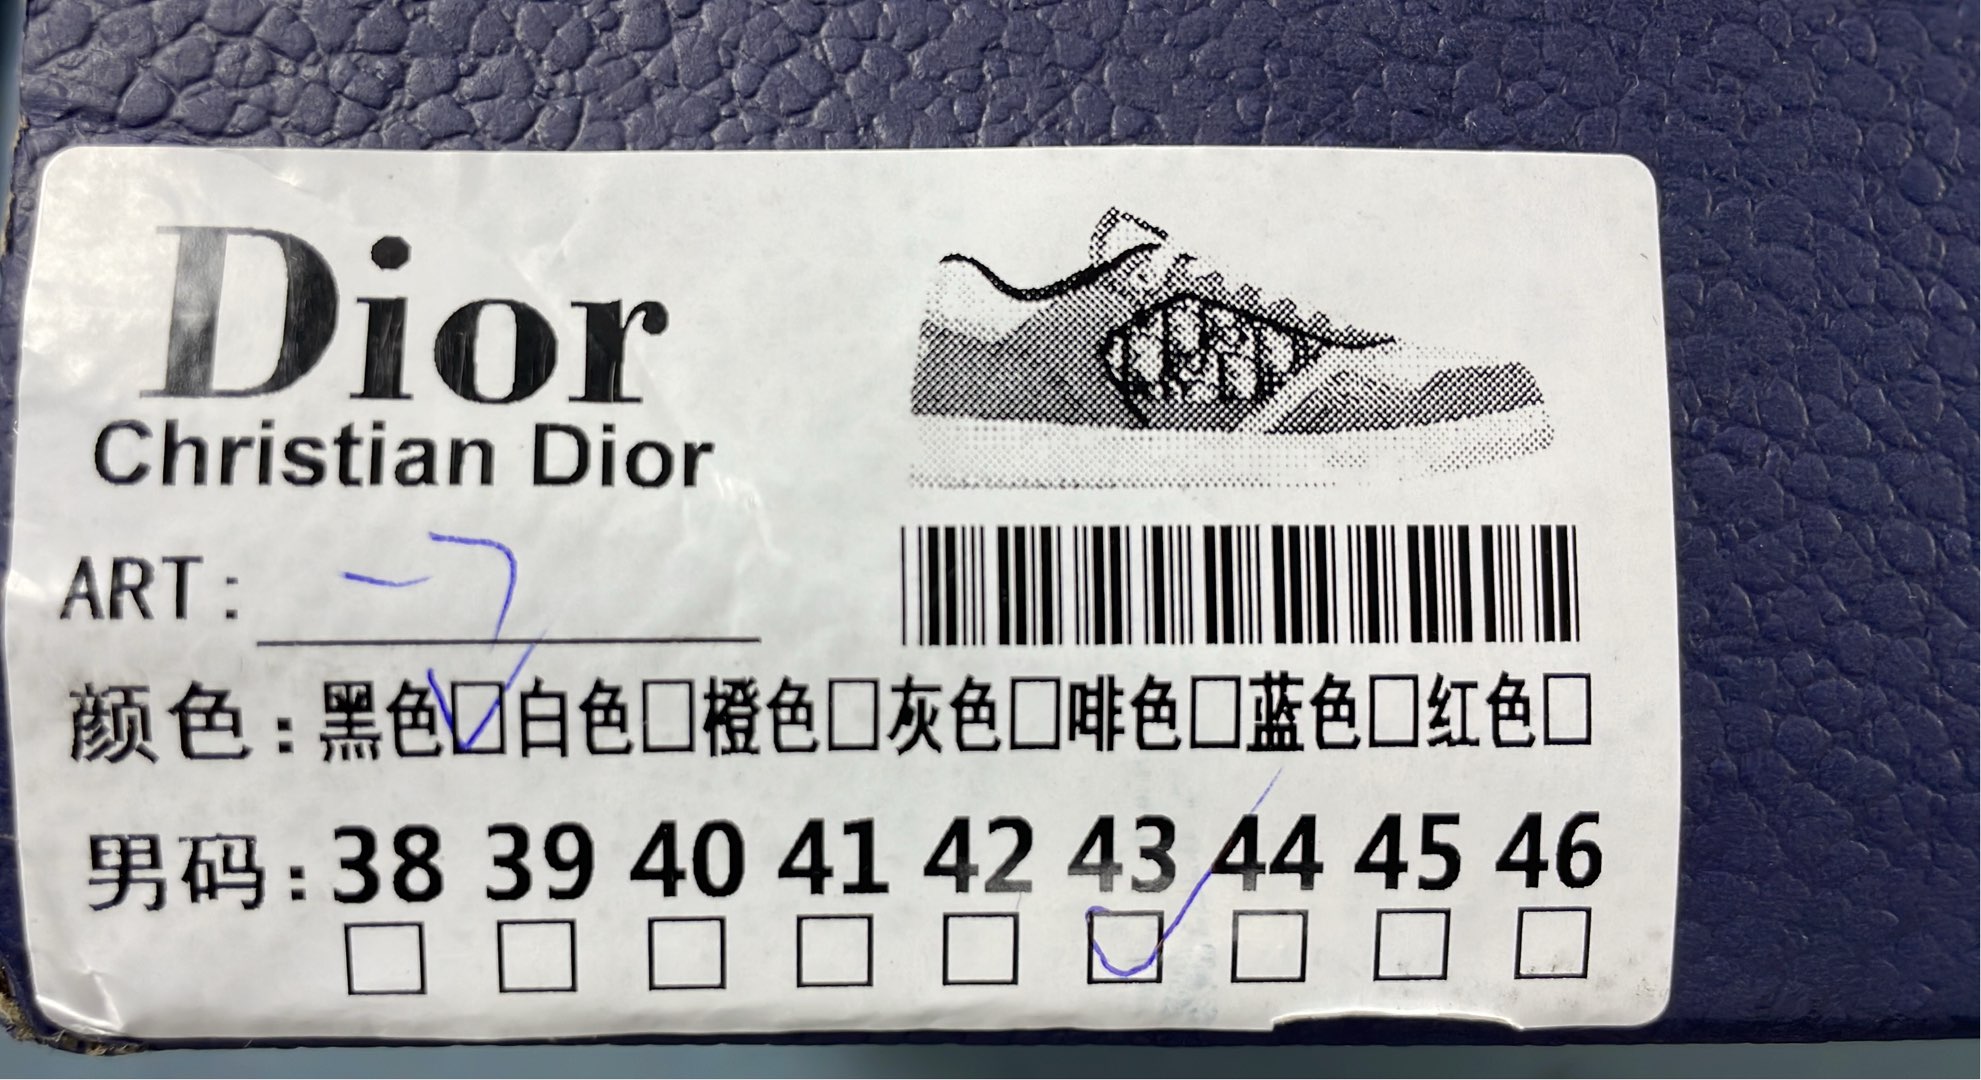 Dior
Christian Dior
ART:
颜色:黑色□白色□橙色□灰色□啡色□蓝色□红色□
男码:38 39 40 41 42 43 44 45 46